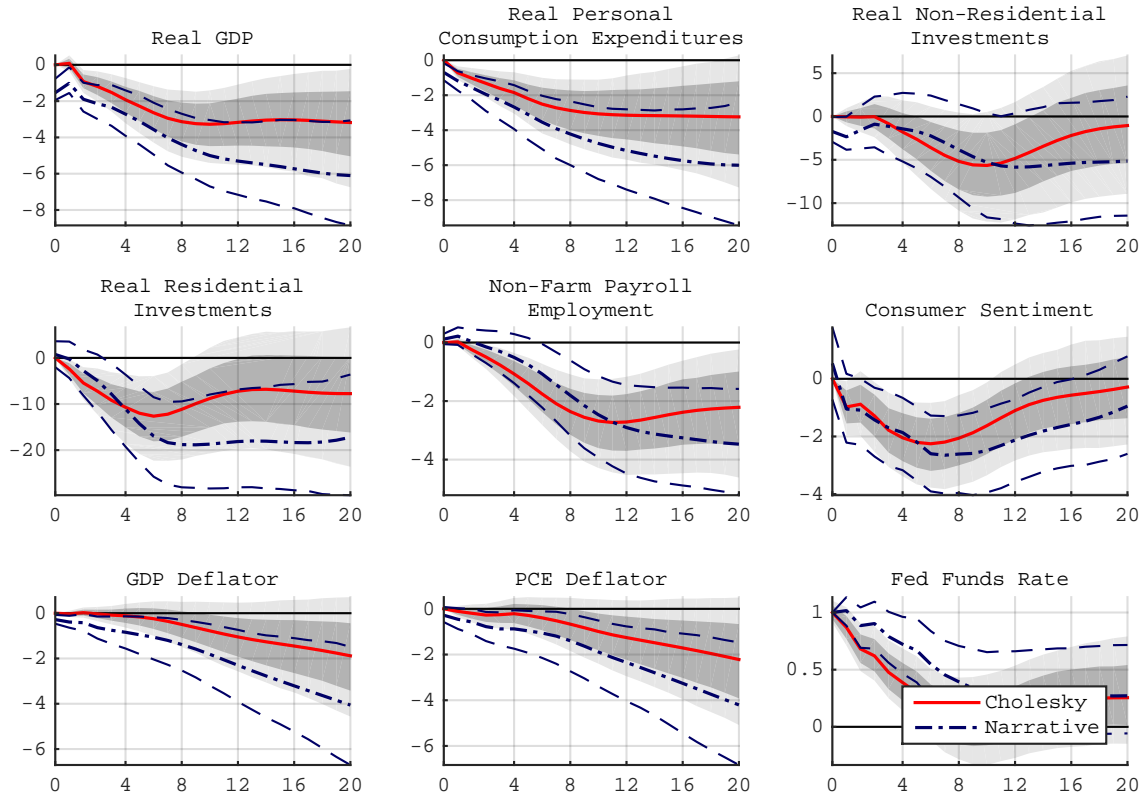 Real GDP
0
−2
−4
−6
−8
0 4 8 12 16 20
Real Personal
Consumption Expenditures
0
−2
−4
−6
−8
0 4 8 12 16 20
Real Non-Residential
Investments
5
0
−5
−10
0 4 8 12 16 20
Real Residential
Investments
0
−10
−20
0 4 8 12 16 20
Non-Farm Payroll
Employment
0
−2
−4
0 4 8 12 16 20
Consumer Sentiment
0
−2
−4
0 4 8 12 16 20
GDP Deflator
0
−2
−4
−6
0 4 8 12 16 20
PCE Deflator
0
−2
−4
−6
0 4 8 12 16 20
Fed Funds Rate
1
0.5
0
Cholesky
Narrative
0 4 8 12 16 20